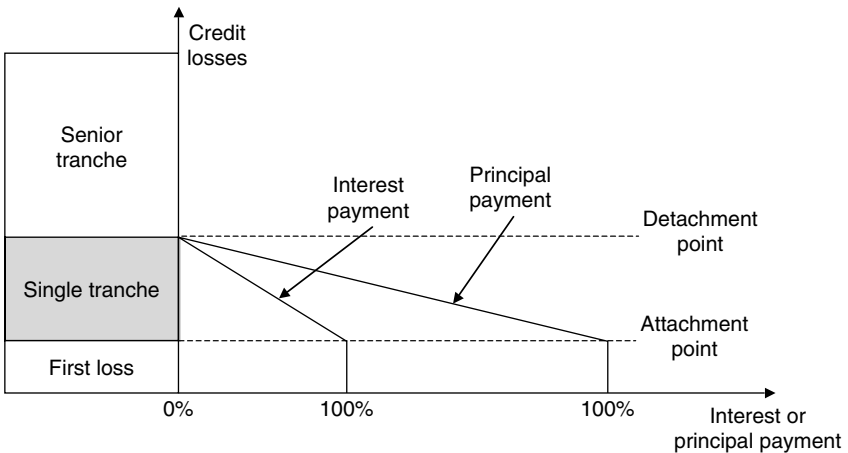 Credit
losses
Senior
tranche
Interest
payment
Principal
payment
Detachment
point
Single tranche
Attachment
point
First loss
0%
100%
100%
Interest or
principal payment